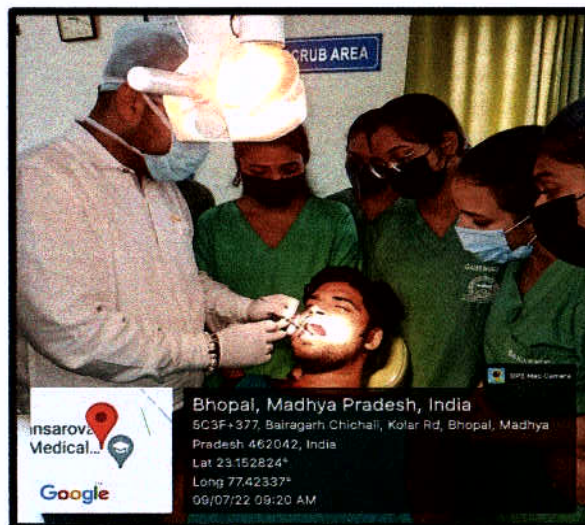 CRUB AREA
GPS Map Camera
Bhopal, Madhya Pradesh, India
5C3F+377, Bairagarh Chichali, Kolar Rd, Bhopal, Madhya
Pradesh 462042, India
Lat 23.152824°
Long 77.42337°
09/07/22 09:20 AM
nsarova
Medical...
Google